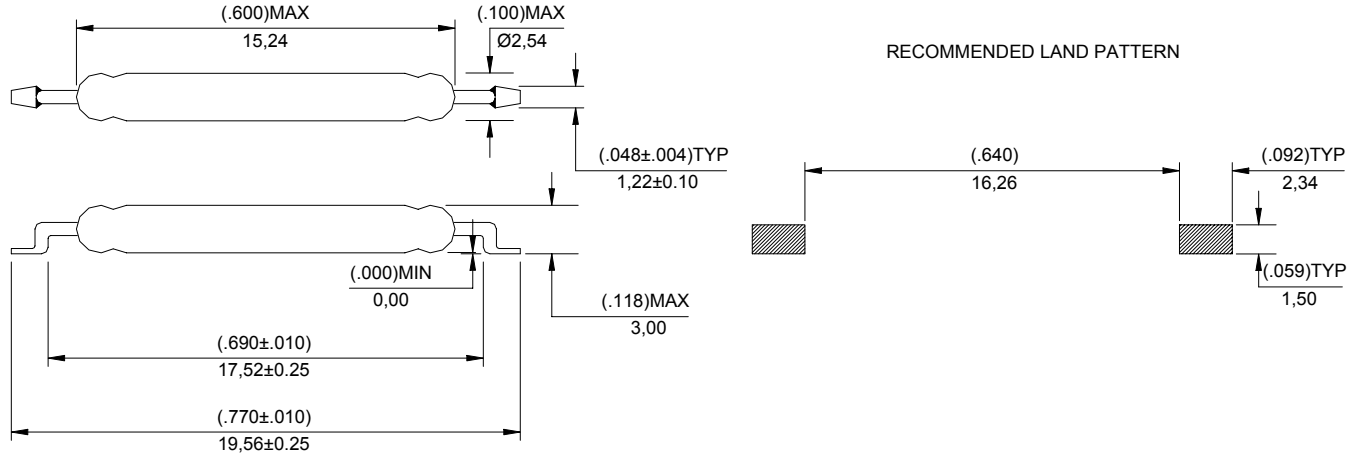 (.600)MAX
15,24
(.100)MAX
Ø2,54
RECOMMENDED LAND PATTERN
(.048±.004)TYP
1,22±0.10
(.640)
16,26
(.092)TYP
2,34
(.000)MIN
0,00
(.118)MAX
3,00
(.059)TYP
1,50
(.690±.010)
17,52±0.25
(.770±.010)
19,56±0.25